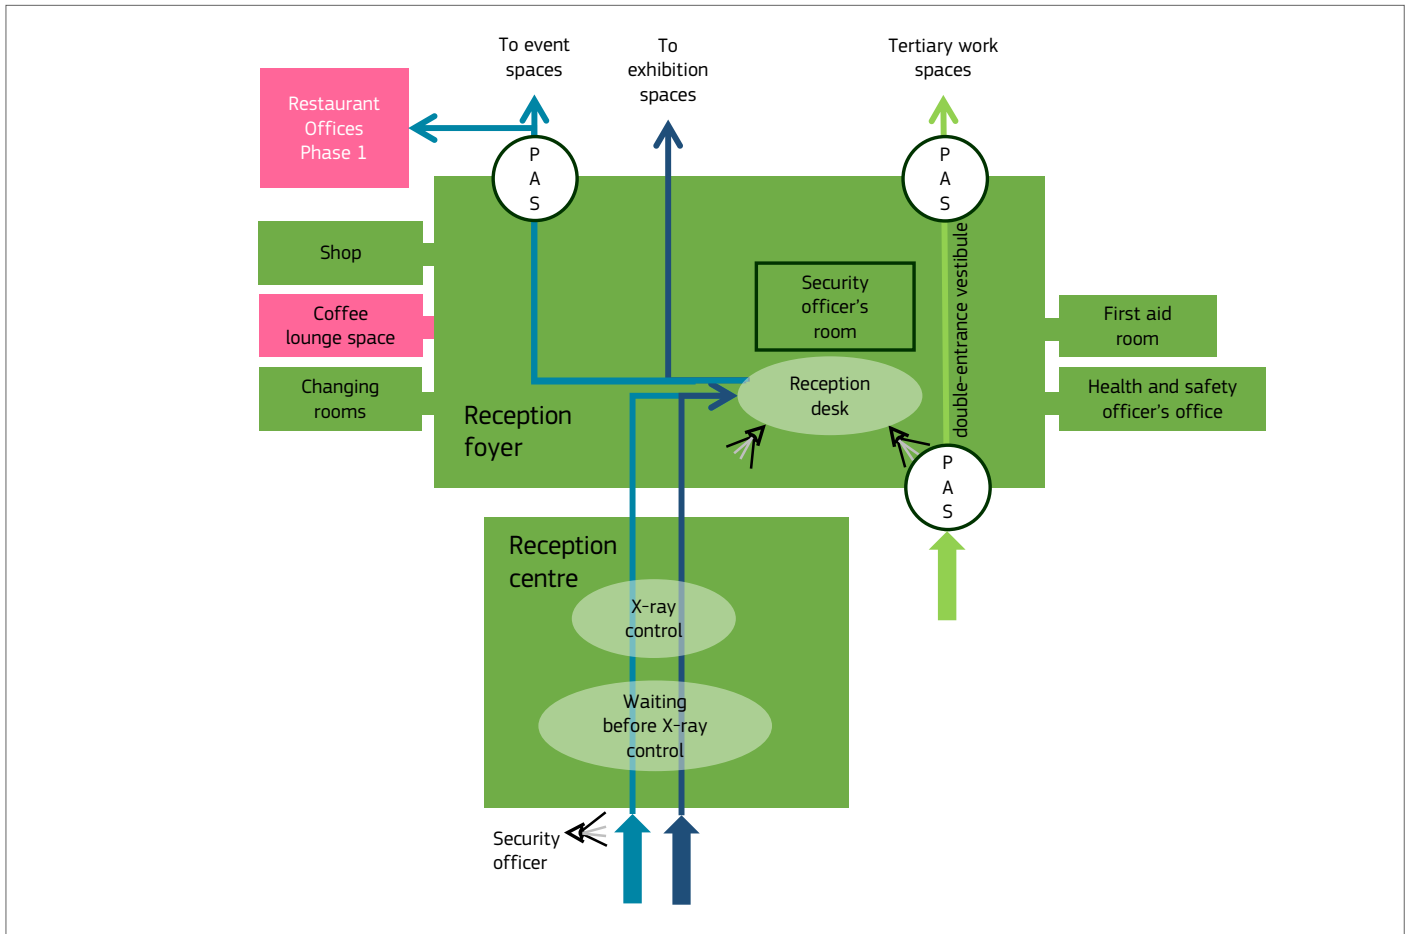 To event
spaces
To
exhibition
spaces
Tertiary work
spaces
Restaurant
Offices
Phase 1
P
A
S
P
A
S
Shop
Coffee
lounge space
Changing
rooms
Security
officer's
room
double-entrance vestibule
First aid
room
Health and safety
officer's office
Reception
desk
Reception
foyer
P
A
S
Reception
centre
X-ray
control
Waiting
before X-ray
control
Security
officer